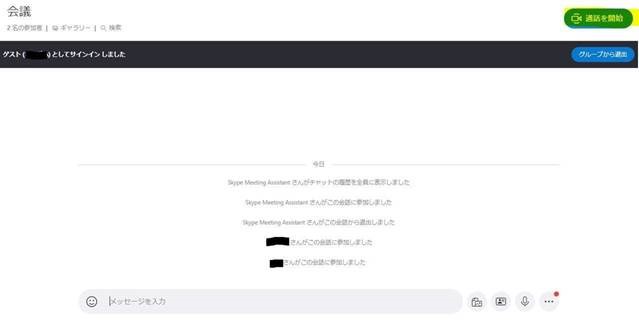 会議
2 名の参加者 | ギャラリー | 検索
通話を開始
ゲスト ( ) としてサインイン しました
グループから退出
今日
Skype Meeting Assistant さんがチャットの履歴を全員に表示しました
Skype Meeting Assistant さんがこの会話に参加しました
Skype Meeting Assistant さんがこの会話から退出しました
さんがこの会話に参加しました
さんがこの会話に参加しました
メッセージを入力